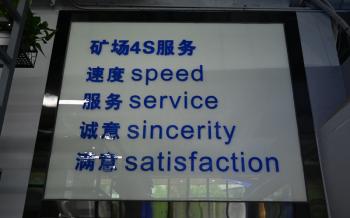 矿场4S服务
速度 speed
服务 service
诚意 sincerity
满意 satisfaction